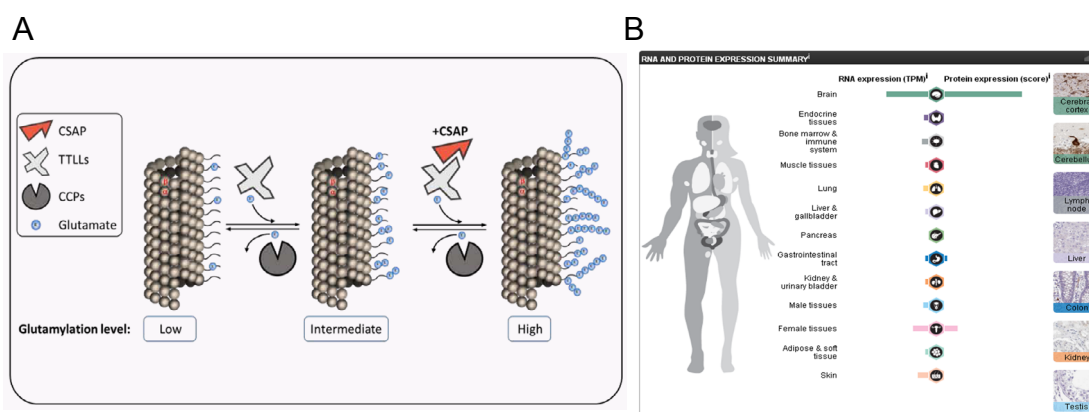 A
CSAP
TTLLs
CCPs
Glutamate
+CSAP
Glutamylation level:
Low
Intermediate
High
B
RNA AND PROTEIN EXPRESSION SUMMARY i
RNA expression (TPM) i Protein expression (score) i
Brain
Endocrine
tissues
Bone marrow &
immune
system
Muscle tissues
Lung
Liver &
gallbladder
Pancreas
Gastrointestinal
tract
Kidney &
urinary bladder
Male tissues
Female tissues
Adipose & soft
tissue
Skin
Cerebra
cortex
Cerebellu
Lymph
node
Liver
Colon
Kidney
Testis